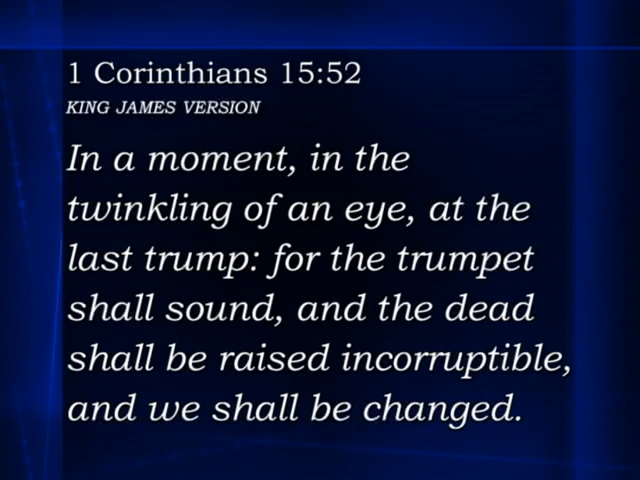 1 Corinthians 15:52
KING JAMES VERSION
In a moment, in the
twinkling of an eye, at the
last trump: for the trumpet
shall sound, and the dead
shall be raised incorruptible,
and we shall be changed.